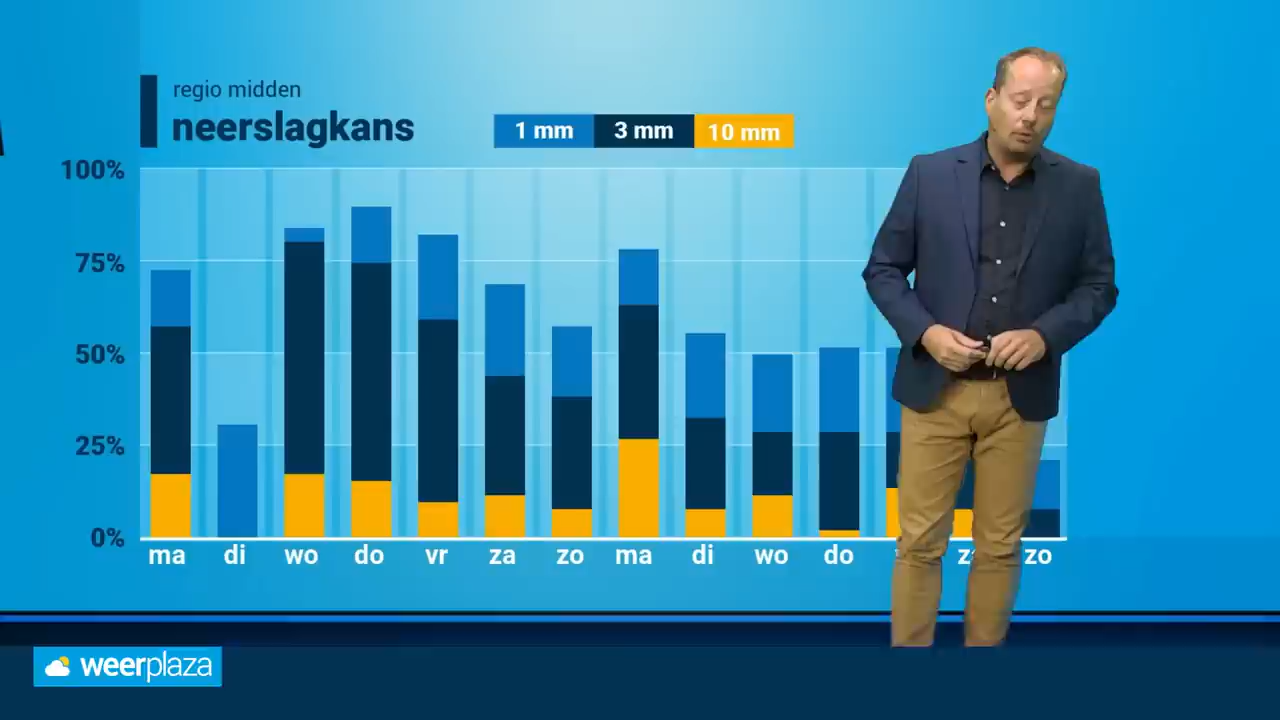 regio midden
neerslagkans
1 mm 3 mm 10 mm
100%
75%
50%
25%
0%
ma di wo do vr za zo ma di wo do zo
weerplaza